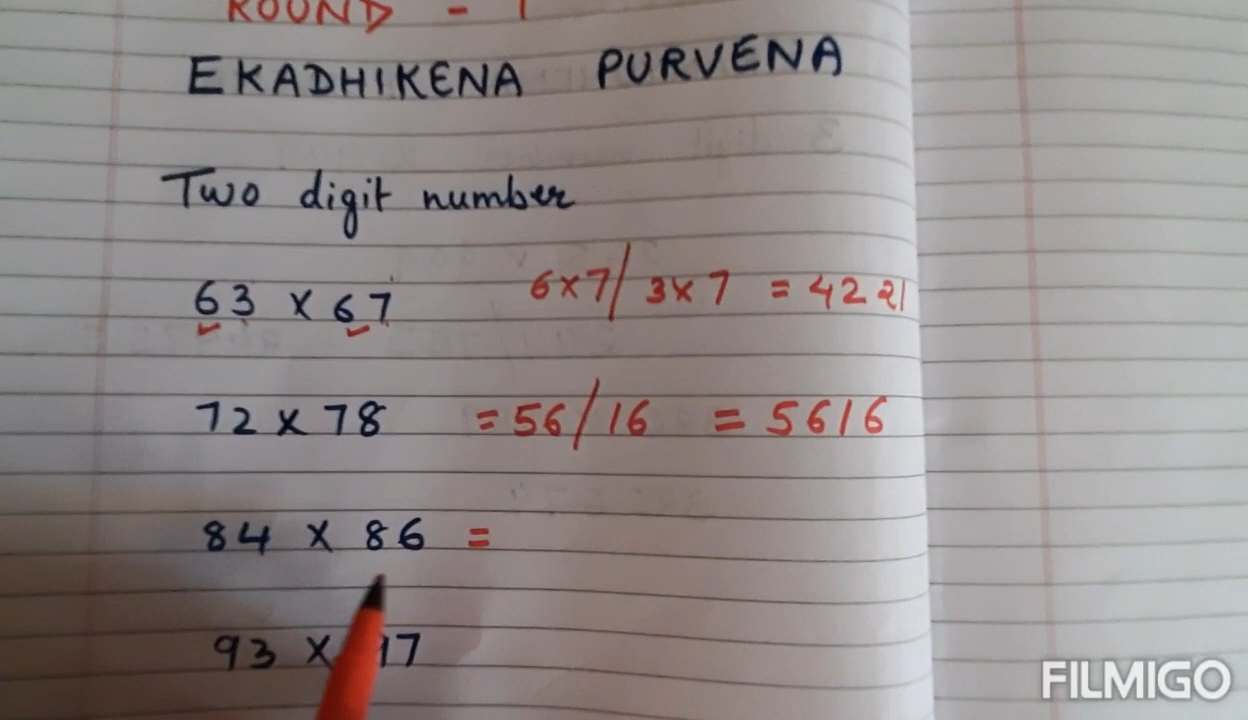 ROUND - 1
EKADHIKENA PURVENA
Two digit number
63 x 67 6x7/ 3x7 = 4221
72 x 78 = 56/16 = 5616
84 x 86 =
93 x 7
FILMIGO